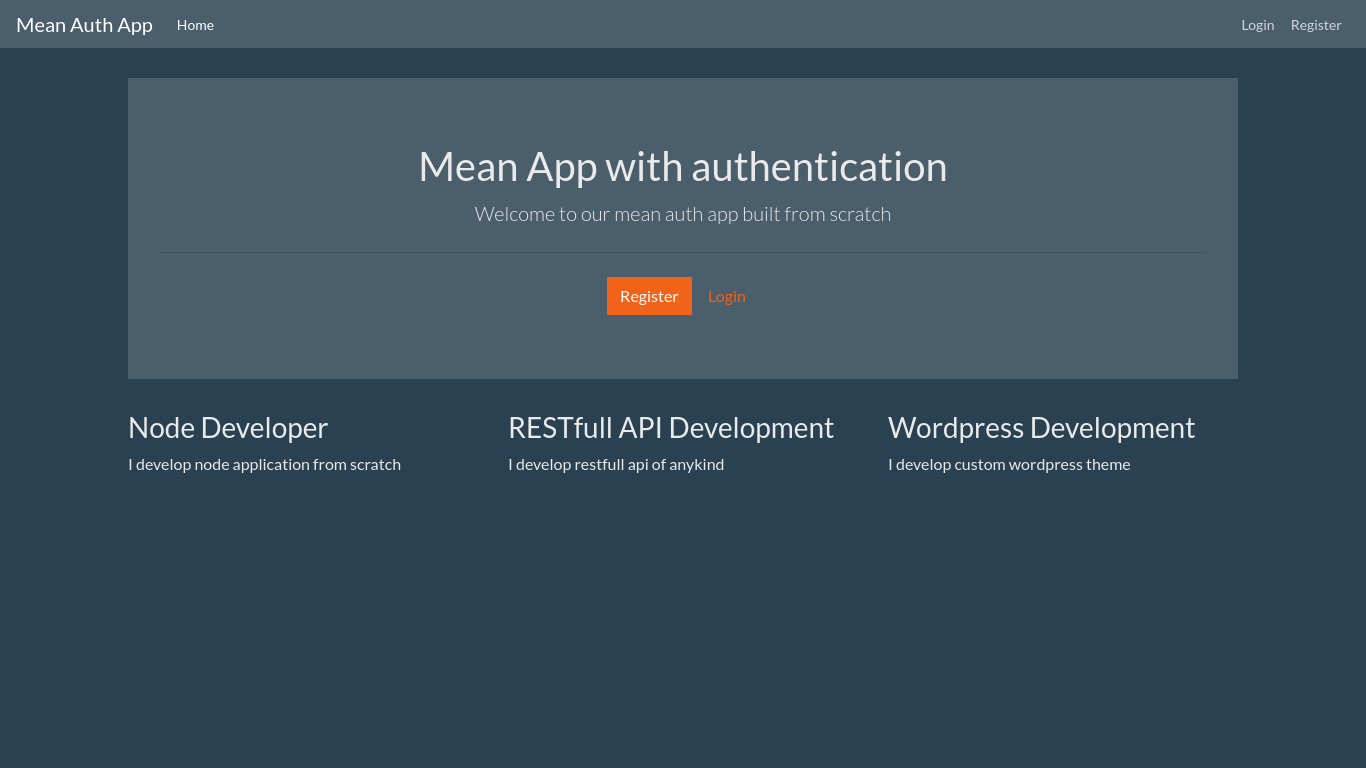 Mean Auth App Home Login Register
Mean App with authentication
Welcome to our mean auth app built from scratch
Register Login
Node Developer
I develop node application from scratch
RESTfull API Development
I develop restfull api of anykind
Wordpress Development
I develop custom wordpress theme